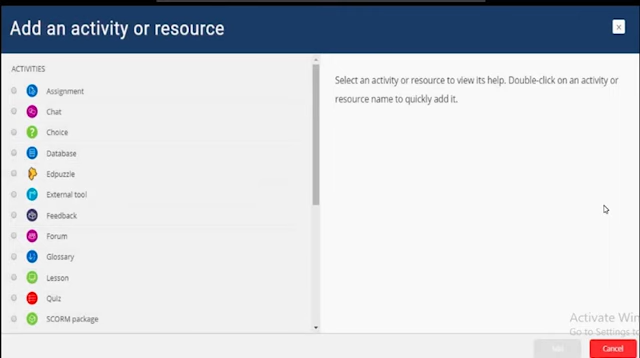 Add an activity or resource
x
ACTIVITIES
Assignment
Chat
Choice
Database
Edpuzzle
External tool
Feedback
Forum
Glossary
Lesson
Quiz
SCORM package
Select an activity or resource to view its help. Double-click on an activity or
resource name to quickly add it.
Activate Win
Go to Settings to
Add
Cancel